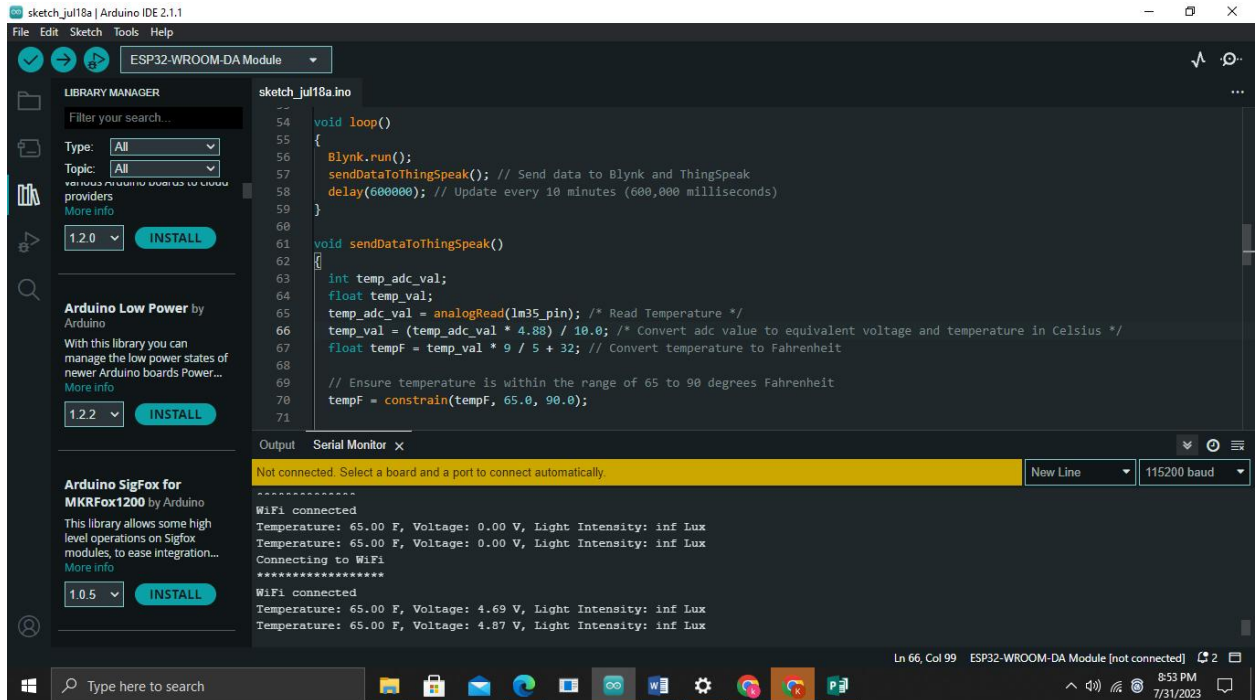 sketch_jul18a | Arduino IDE 2.1.1
File Edit Sketch Tools Help
ESP32-WROOM-DA Module
LIBRARY MANAGER
Filter your search...
Type: All
Topic: All
various Arduino boards to cloud
providers
More info
1.2.0 INSTALL
Arduino Low Power by
Arduino
With this library you can
manage the low power states of
newer Arduino boards Power...
More info
1.2.2 INSTALL
Arduino SigFox for
MKRFox1200 by Arduino
This library allows some high
level operations on Sigfox
modules, to ease integration...
More info
1.0.5 INSTALL
sketch_jul18a.ino
54 void loop()
55 {
56 Blynk.run();
57 sendDataToThingSpeak(); // Send data to Blynk and ThingSpeak
58 delay(600000); // Update every 10 minutes (600,000 milliseconds)
59 }
60
61 void sendDataToThingSpeak()
62 {
63 int temp_adc_val;
64 float temp_val;
65 temp_adc_val = analogRead(lm35_pin); /* Read Temperature */
66 temp_val = (temp_adc_val * 4.88) / 10.0; /* Convert adc value to equivalent voltage and temperature in Celsius */
67 float tempF = temp_val * 9 / 5 + 32; // Convert temperature to Fahrenheit
68
69 // Ensure temperature is within the range of 65 to 90 degrees Fahrenheit
70 tempF = constrain(tempF, 65.0, 90.0);
71
Output Serial Monitor x
Not connected. Select a board and a port to connect automatically.
New Line 115200 baud
WiFi connected
Temperature: 65.00 F, Voltage: 0.00 V, Light Intensity: inf Lux
Temperature: 65.00 F, Voltage: 0.00 V, Light Intensity: inf Lux
Connecting to WiFi
******************
WiFi connected
Temperature: 65.00 F, Voltage: 4.69 V, Light Intensity: inf Lux
Temperature: 65.00 F, Voltage: 4.87 V, Light Intensity: inf Lux
Ln 66, Col 99 ESP32-WROOM-DA Module [not connected] 2
Type here to search
8:53 PM
7/31/2023